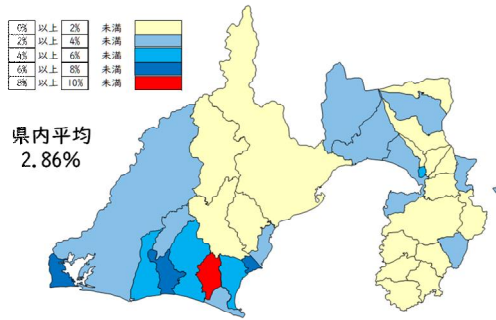 0% 以上 2% 未満
2% 以上 4% 未満
4% 以上 6% 未満
6% 以上 8% 未満
8% 以上 10% 未満
県内平均
2.86%